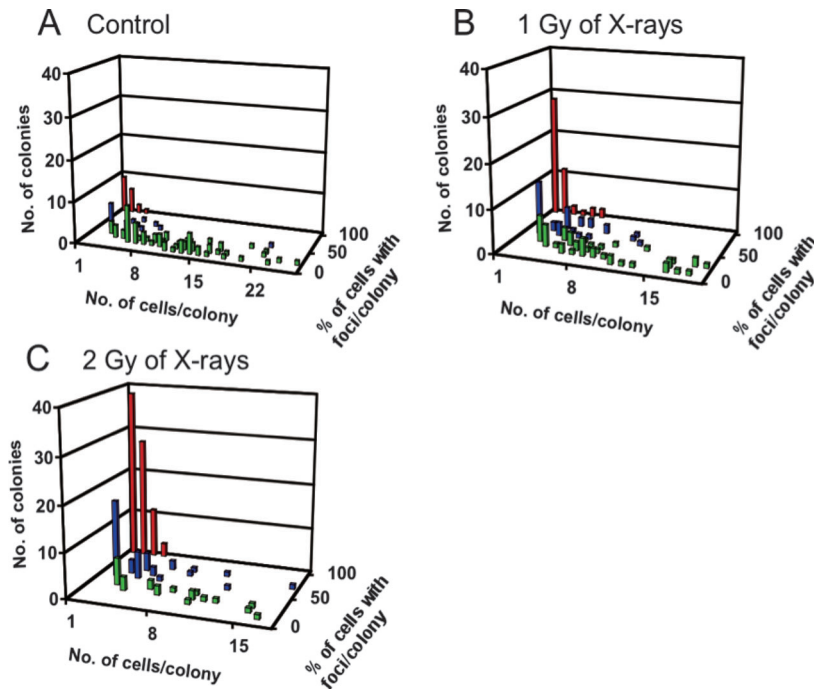 A Control
No. of colonies
40
30
20
10
0
1 8 15 22
No. of cells/colony
0 50 100
% of cells with
foci/colony
B 1 Gy of X-rays
No. of colonies
40
30
20
10
0
1 8 15
No. of cells/colony
0 50 100
% of cells with
foci/colony
C 2 Gy of X-rays
No. of colonies
40
30
20
10
0
1 8 15
No. of cells/colony
0 50 100
% of cells with
foci/colony